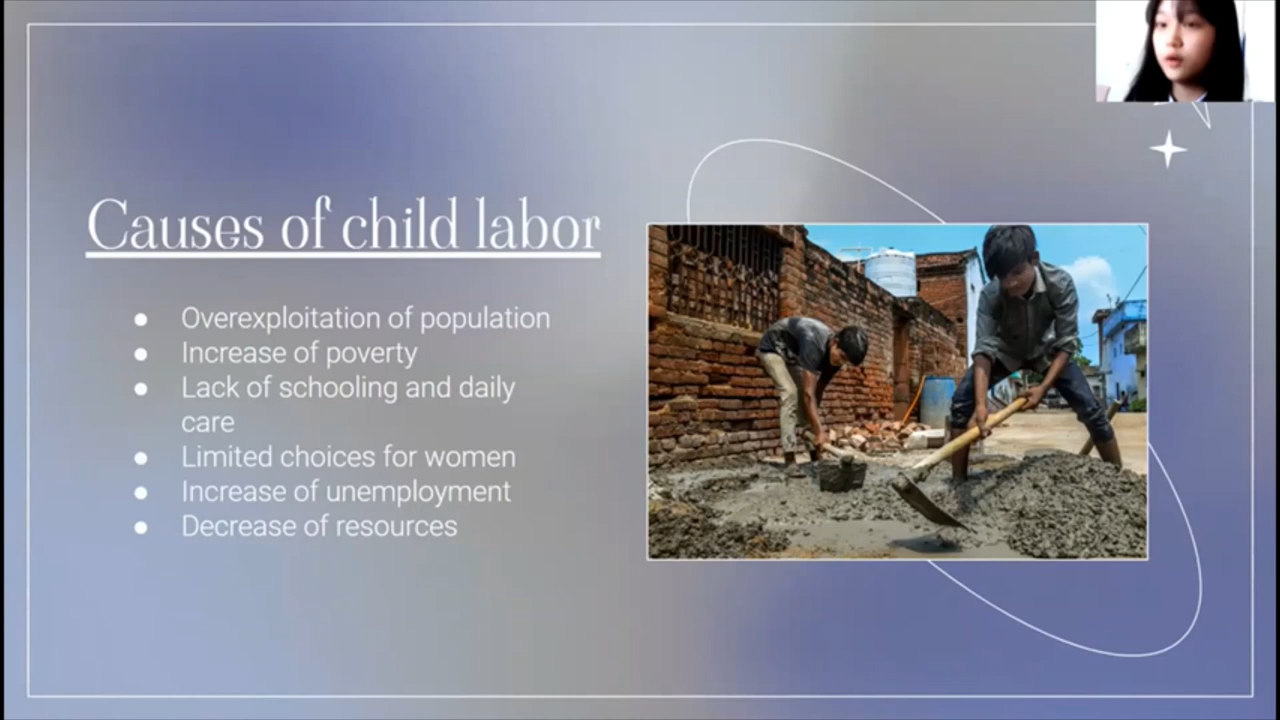 Causes of child labor
● Overexploitation of population
● Increase of poverty
● Lack of schooling and daily
care
● Limited choices for women
● Increase of unemployment
● Decrease of resources